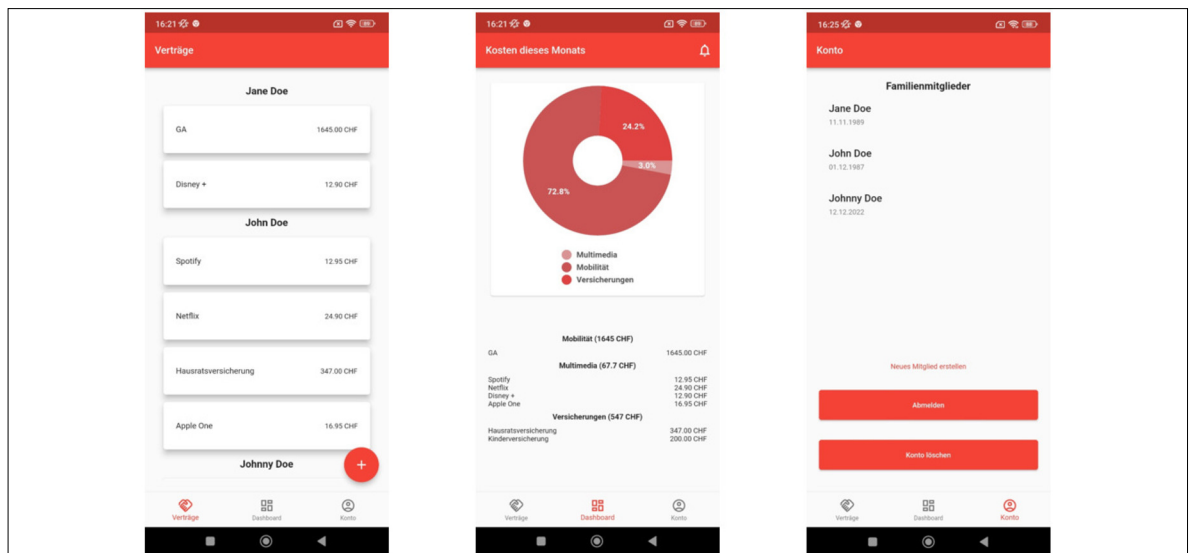 16:21
Verträge
Jane Doe
GA 1645.00 CHF
Disney + 12.90 CHF
John Doe
Spotify 12.95 CHF
Netflix 24.90 CHF
Hausratsversicherung 347.00 CHF
Apple One 16.95 CHF
Johnny Doe
+
Verträge Dashboard Konto
16:21
Kosten dieses Monats
24.2%
3.0%
72.8%
Multimedia
Mobilität
Versicherungen
Mobilität (1645 CHF)
GA 1645.00 CHF
Multimedia (67.7 CHF)
Spotify 12.95 CHF
Netflix 24.90 CHF
Disney + 12.90 CHF
Apple One 16.95 CHF
Versicherungen (547 CHF)
Hausratsversicherung 347.00 CHF
Kinderversicherung 200.00 CHF
Verträge Dashboard Konto
16:25
Konto
Familienmitglieder
Jane Doe
11.11.1989
John Doe
01.12.1987
Johnny Doe
12.12.2022
Neues Mitglied erstellen
Abmelden
Konto löschen
Verträge Dashboard Konto